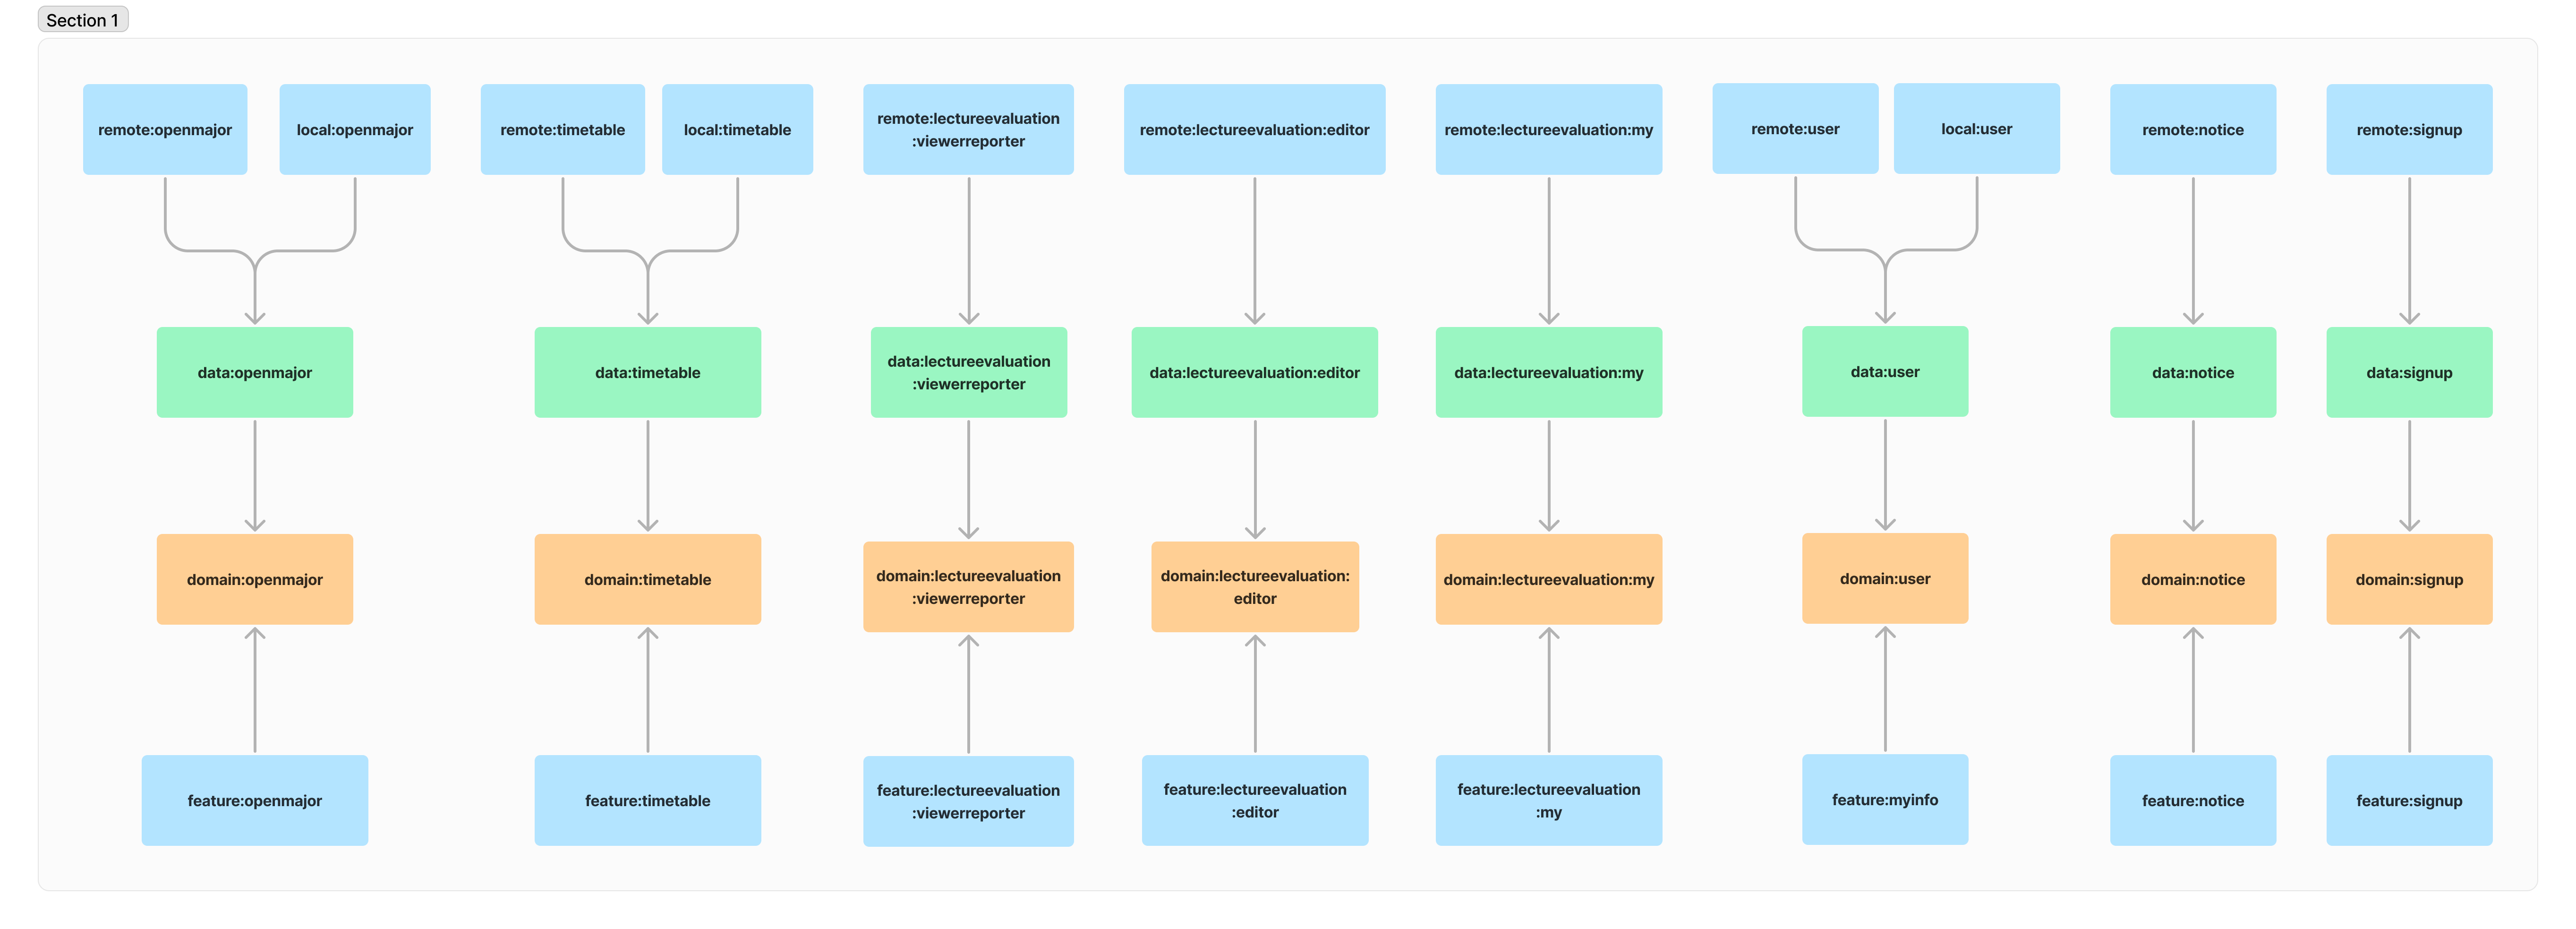 Section 1
remote:openmajor
local:openmajor
remote:timetable
local:timetable
remote:lectureevaluation
:viewerreporter
remote:lectureevaluation:editor
remote:lectureevaluation:my
remote:user
local:user
remote:notice
remote:signup
data:openmajor
data:timetable
data:lectureevaluation
:viewerreporter
data:lectureevaluation:editor
data:lectureevaluation:my
data:user
data:notice
data:signup
domain:openmajor
domain:timetable
domain:lectureevaluation
:viewerreporter
domain:lectureevaluation:
editor
domain:lectureevaluation:my
domain:user
domain:notice
domain:signup
feature:openmajor
feature:timetable
feature:lectureevaluation
:viewerreporter
feature:lectureevaluation
:editor
feature:lectureevaluation
:my
feature:myinfo
feature:notice
feature:signup